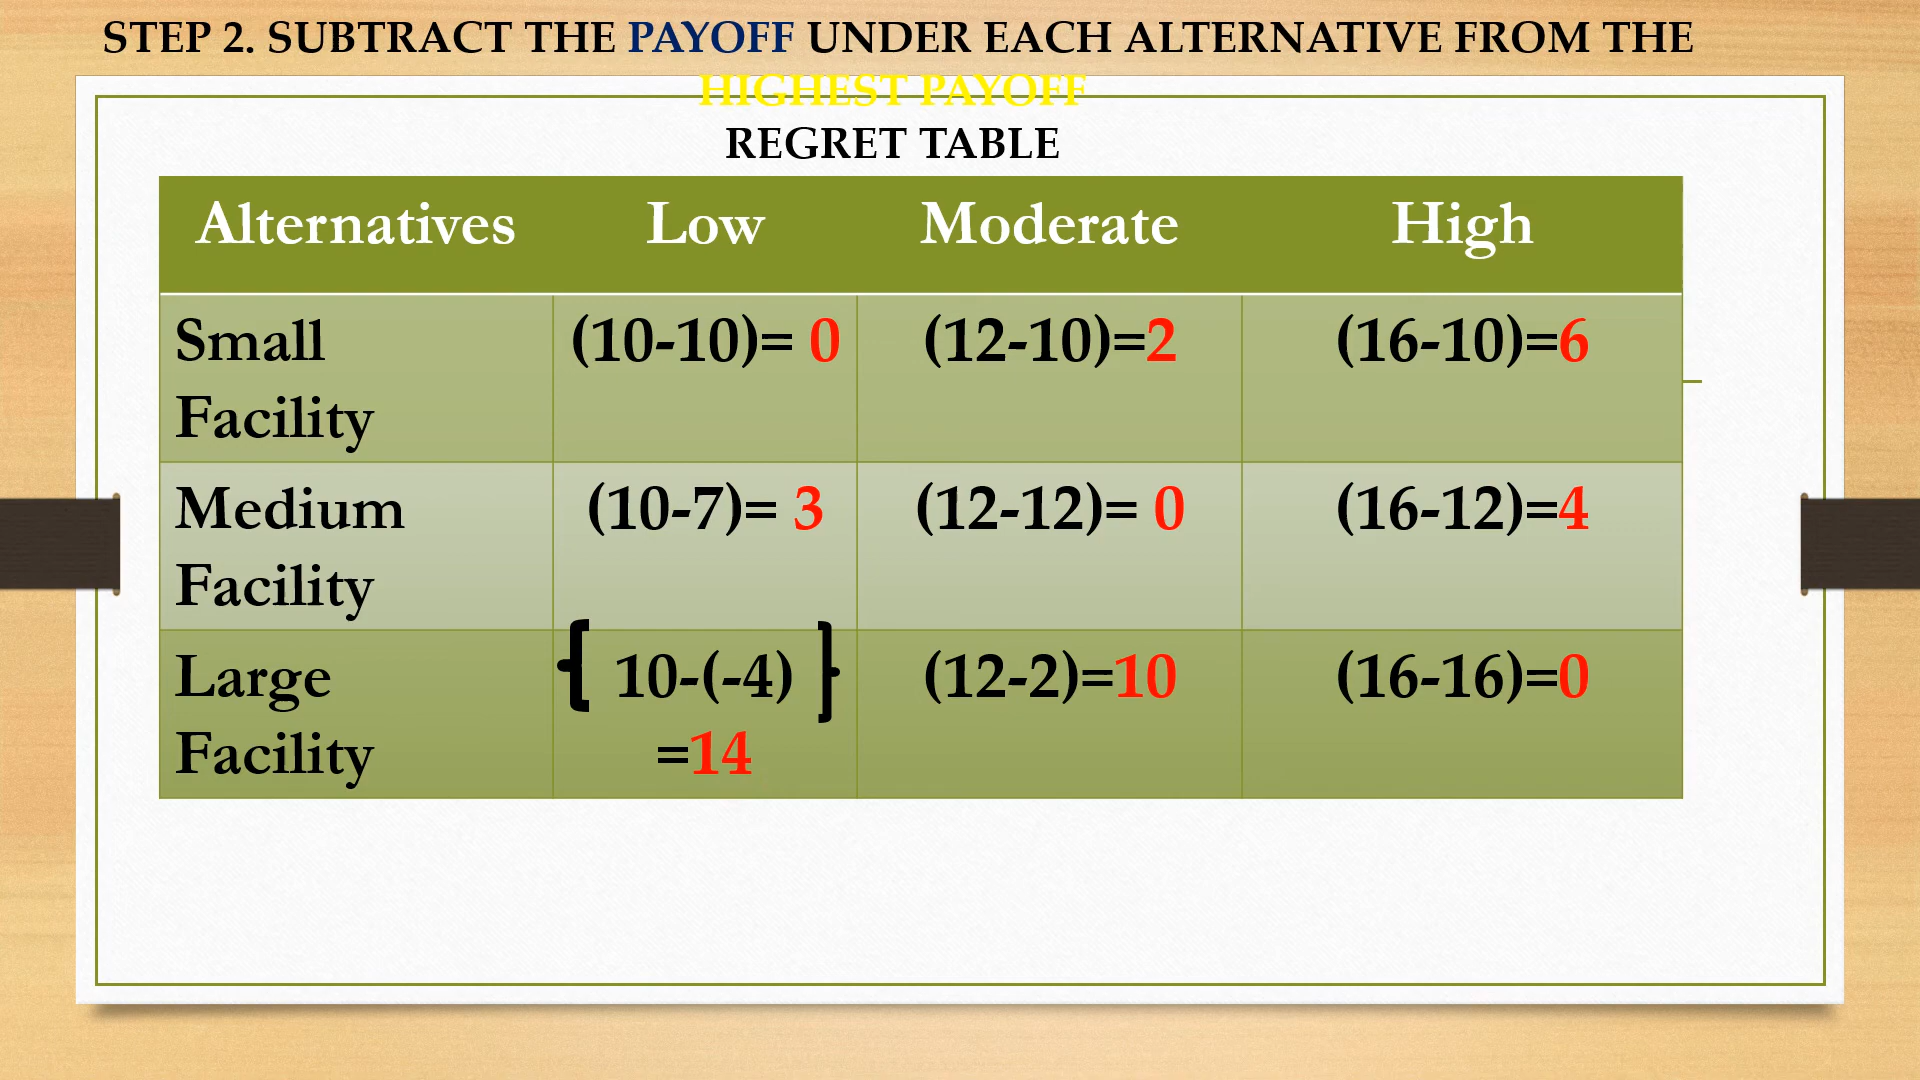 STEP 2. SUBTRACT THE PAYOFF UNDER EACH ALTERNATIVE FROM THE
HIGHEST PAYOFF
REGRET TABLE
Alternatives Low Moderate High
Small Facility (10-10)= 0 (12-10)=2 (16-10)=6
Medium Facility (10-7)= 3 (12-12)= 0 (16-12)=4
Large Facility { 10-(-4) } =14 (12-2)=10 (16-16)=0